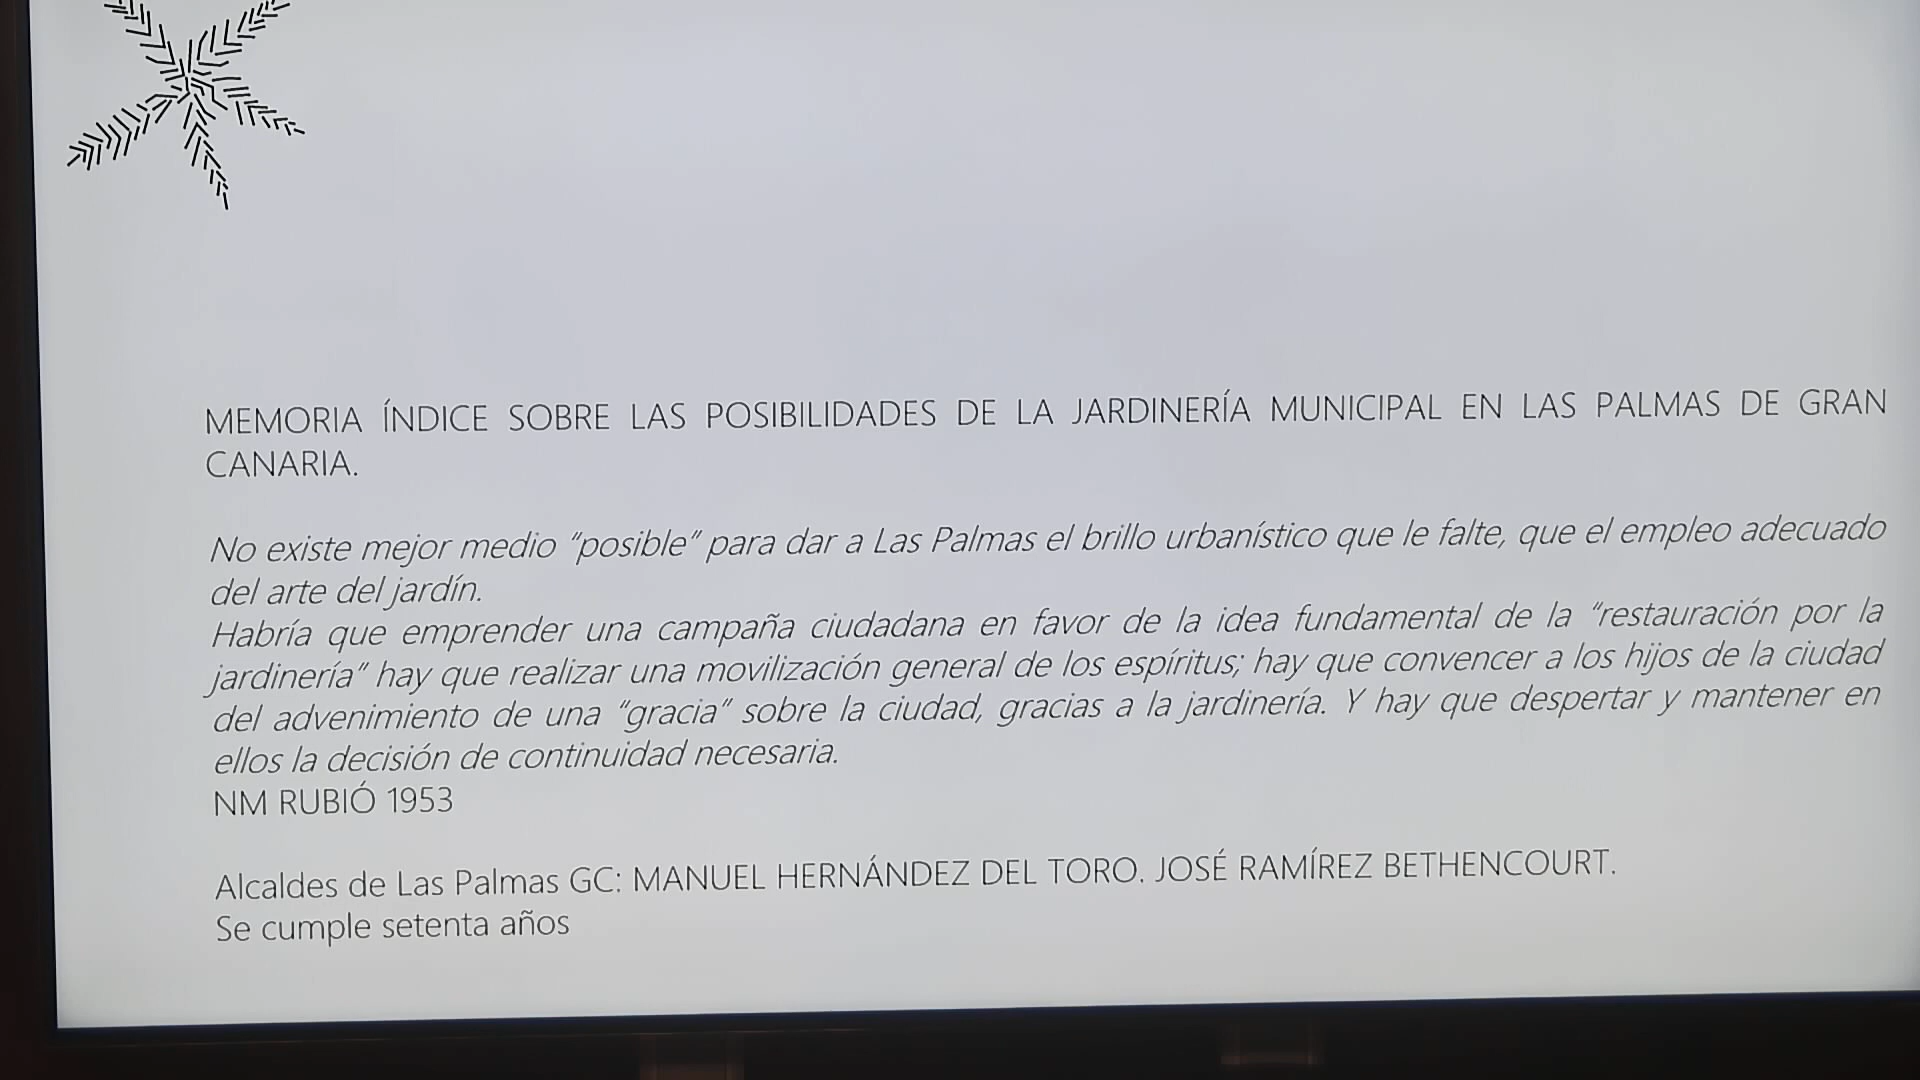 MEMORIA ÍNDICE SOBRE LAS POSIBILIDADES DE LA JARDINERÍA MUNICIPAL EN LAS PALMAS DE GRAN
CANARIA.
No existe mejor medio “posible” para dar a Las Palmas el brillo urbanístico que le falte, que el empleo adecuado
del arte del jardín.
Habría que emprender una campaña ciudadana en favor de la idea fundamental de la “restauración por la
jardinería” hay que realizar una movilización general de los espíritus; hay que convencer a los hijos de la ciudad
del advenimiento de una “gracia” sobre la ciudad, gracias a la jardinería. Y hay que despertar y mantener en
ellos la decisión de continuidad necesaria.
NM RUBIÓ 1953
Alcaldes de Las Palmas GC: MANUEL HERNÁNDEZ DEL TORO. JOSÉ RAMÍREZ BETHENCOURT.
Se cumple setenta años